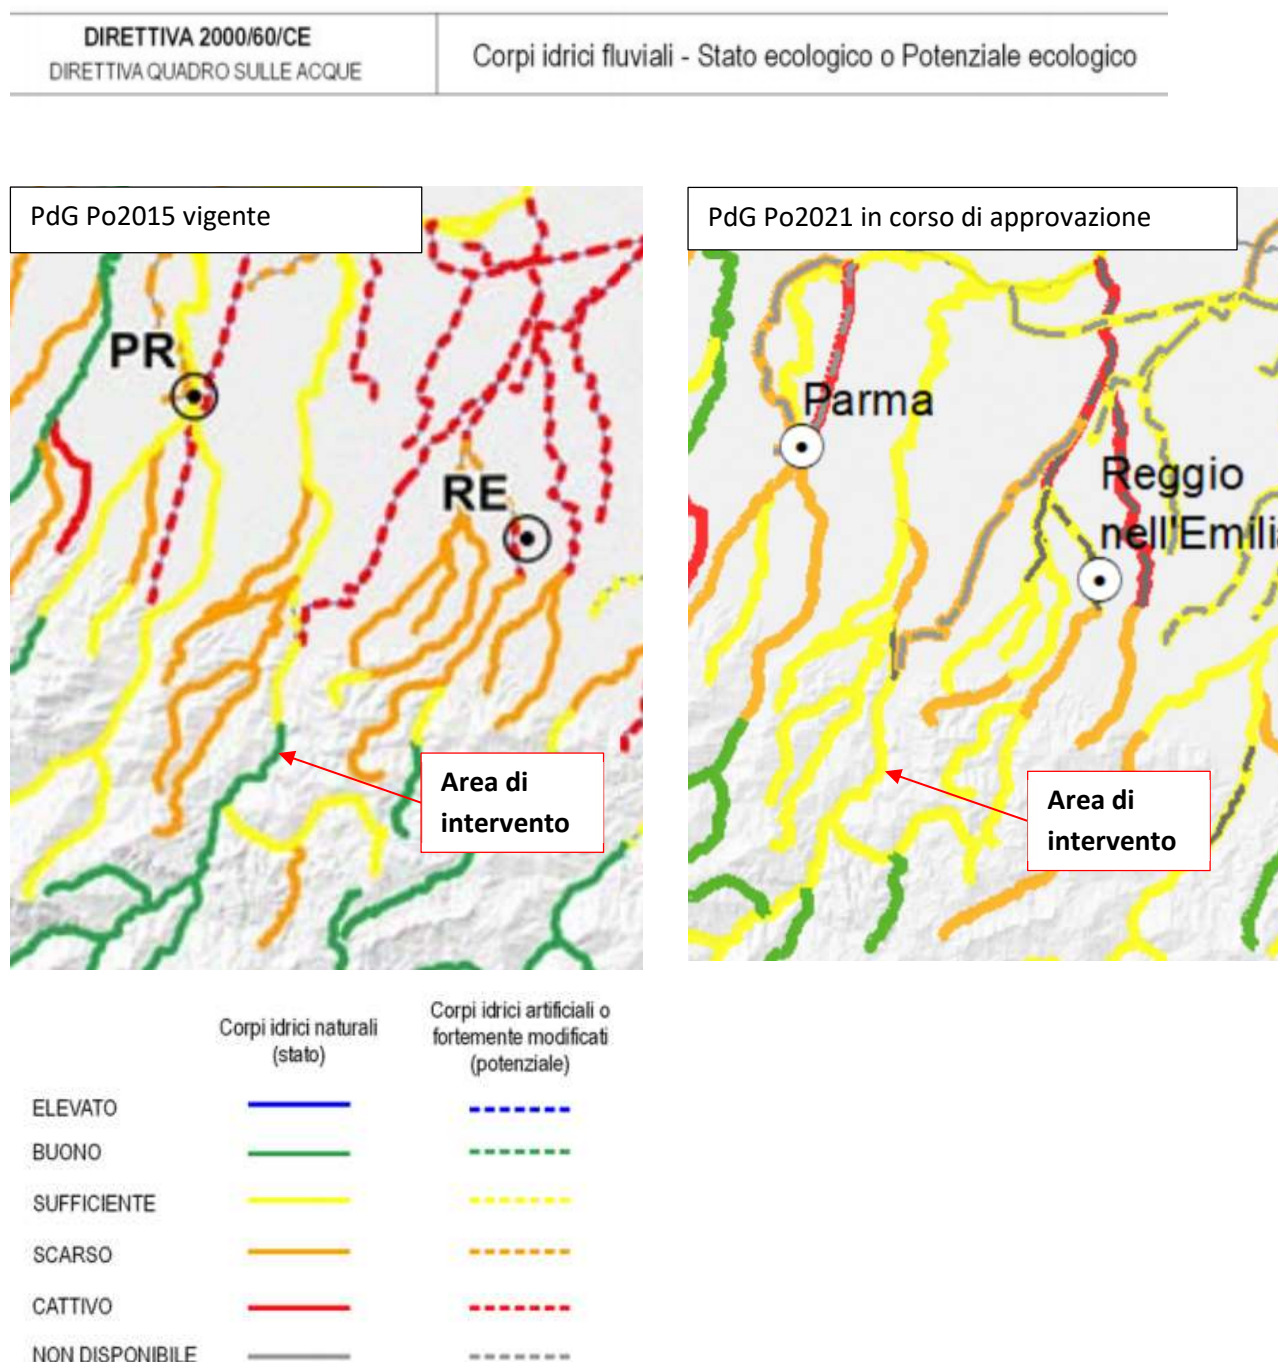 DIRETTIVA 2000/60/CE
DIRETTIVA QUADRO SULLE ACQUE
Corpi idrici fluviali - Stato ecologico o Potenziale ecologico
PdG Po2015 vigente
PdG Po2021 in corso di approvazione
PR
RE
Area di
intervento
Parma
Reggio
nell'Emilia
Area di
intervento
Corpi idrici naturali
(stato)
Corpi idrici artificiali o
fortemente modificati
(potenziale)
ELEVATO
BUONO
SUFFICIENTE
SCARSO
CATTIVO
NON DISPONIBILE